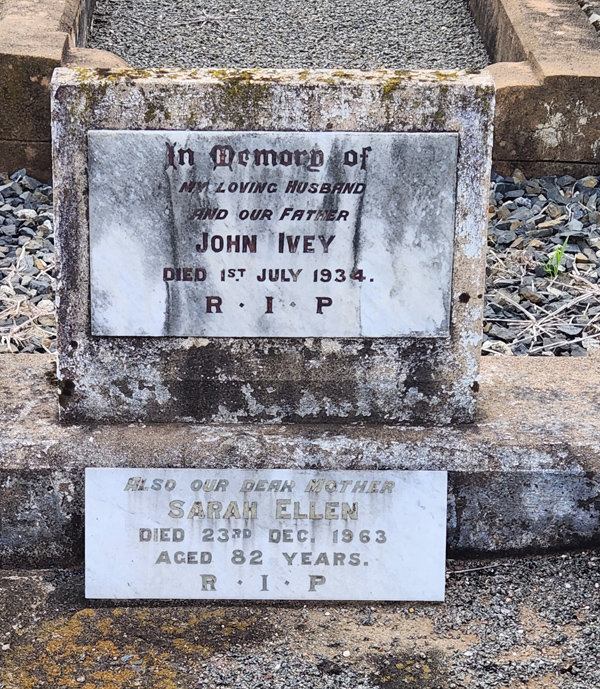 In Memory of
MY LOVING HUSBAND
AND OUR FATHER
JOHN IVEY
DIED 1ST JULY 1934.
R · I · P
ALSO OUR DEAR MOTHER
SARAH ELLEN
DIED 23RD DEC. 1963
AGED 82 YEARS.
R · I · P